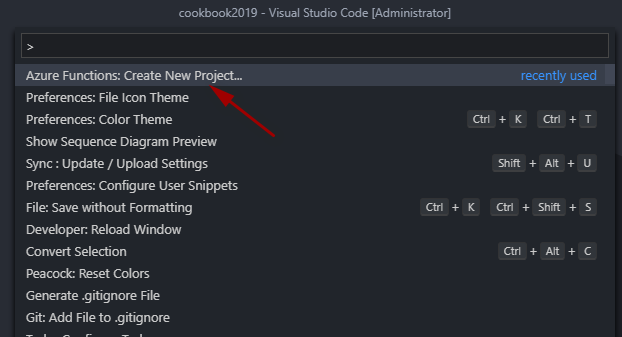 cookbook2019 - Visual Studio Code [Administrator]
>
Azure Functions: Create New Project... recently used
Preferences: File Icon Theme
Preferences: Color Theme Ctrl + K Ctrl + T
Show Sequence Diagram Preview
Sync : Update / Upload Settings Shift + Alt + U
Preferences: Configure User Snippets
File: Save without Formatting Ctrl + K Ctrl + Shift + S
Developer: Reload Window
Convert Selection Ctrl + Alt + C
Peacock: Reset Colors
Generate .gitignore File
Git: Add File to .gitignore